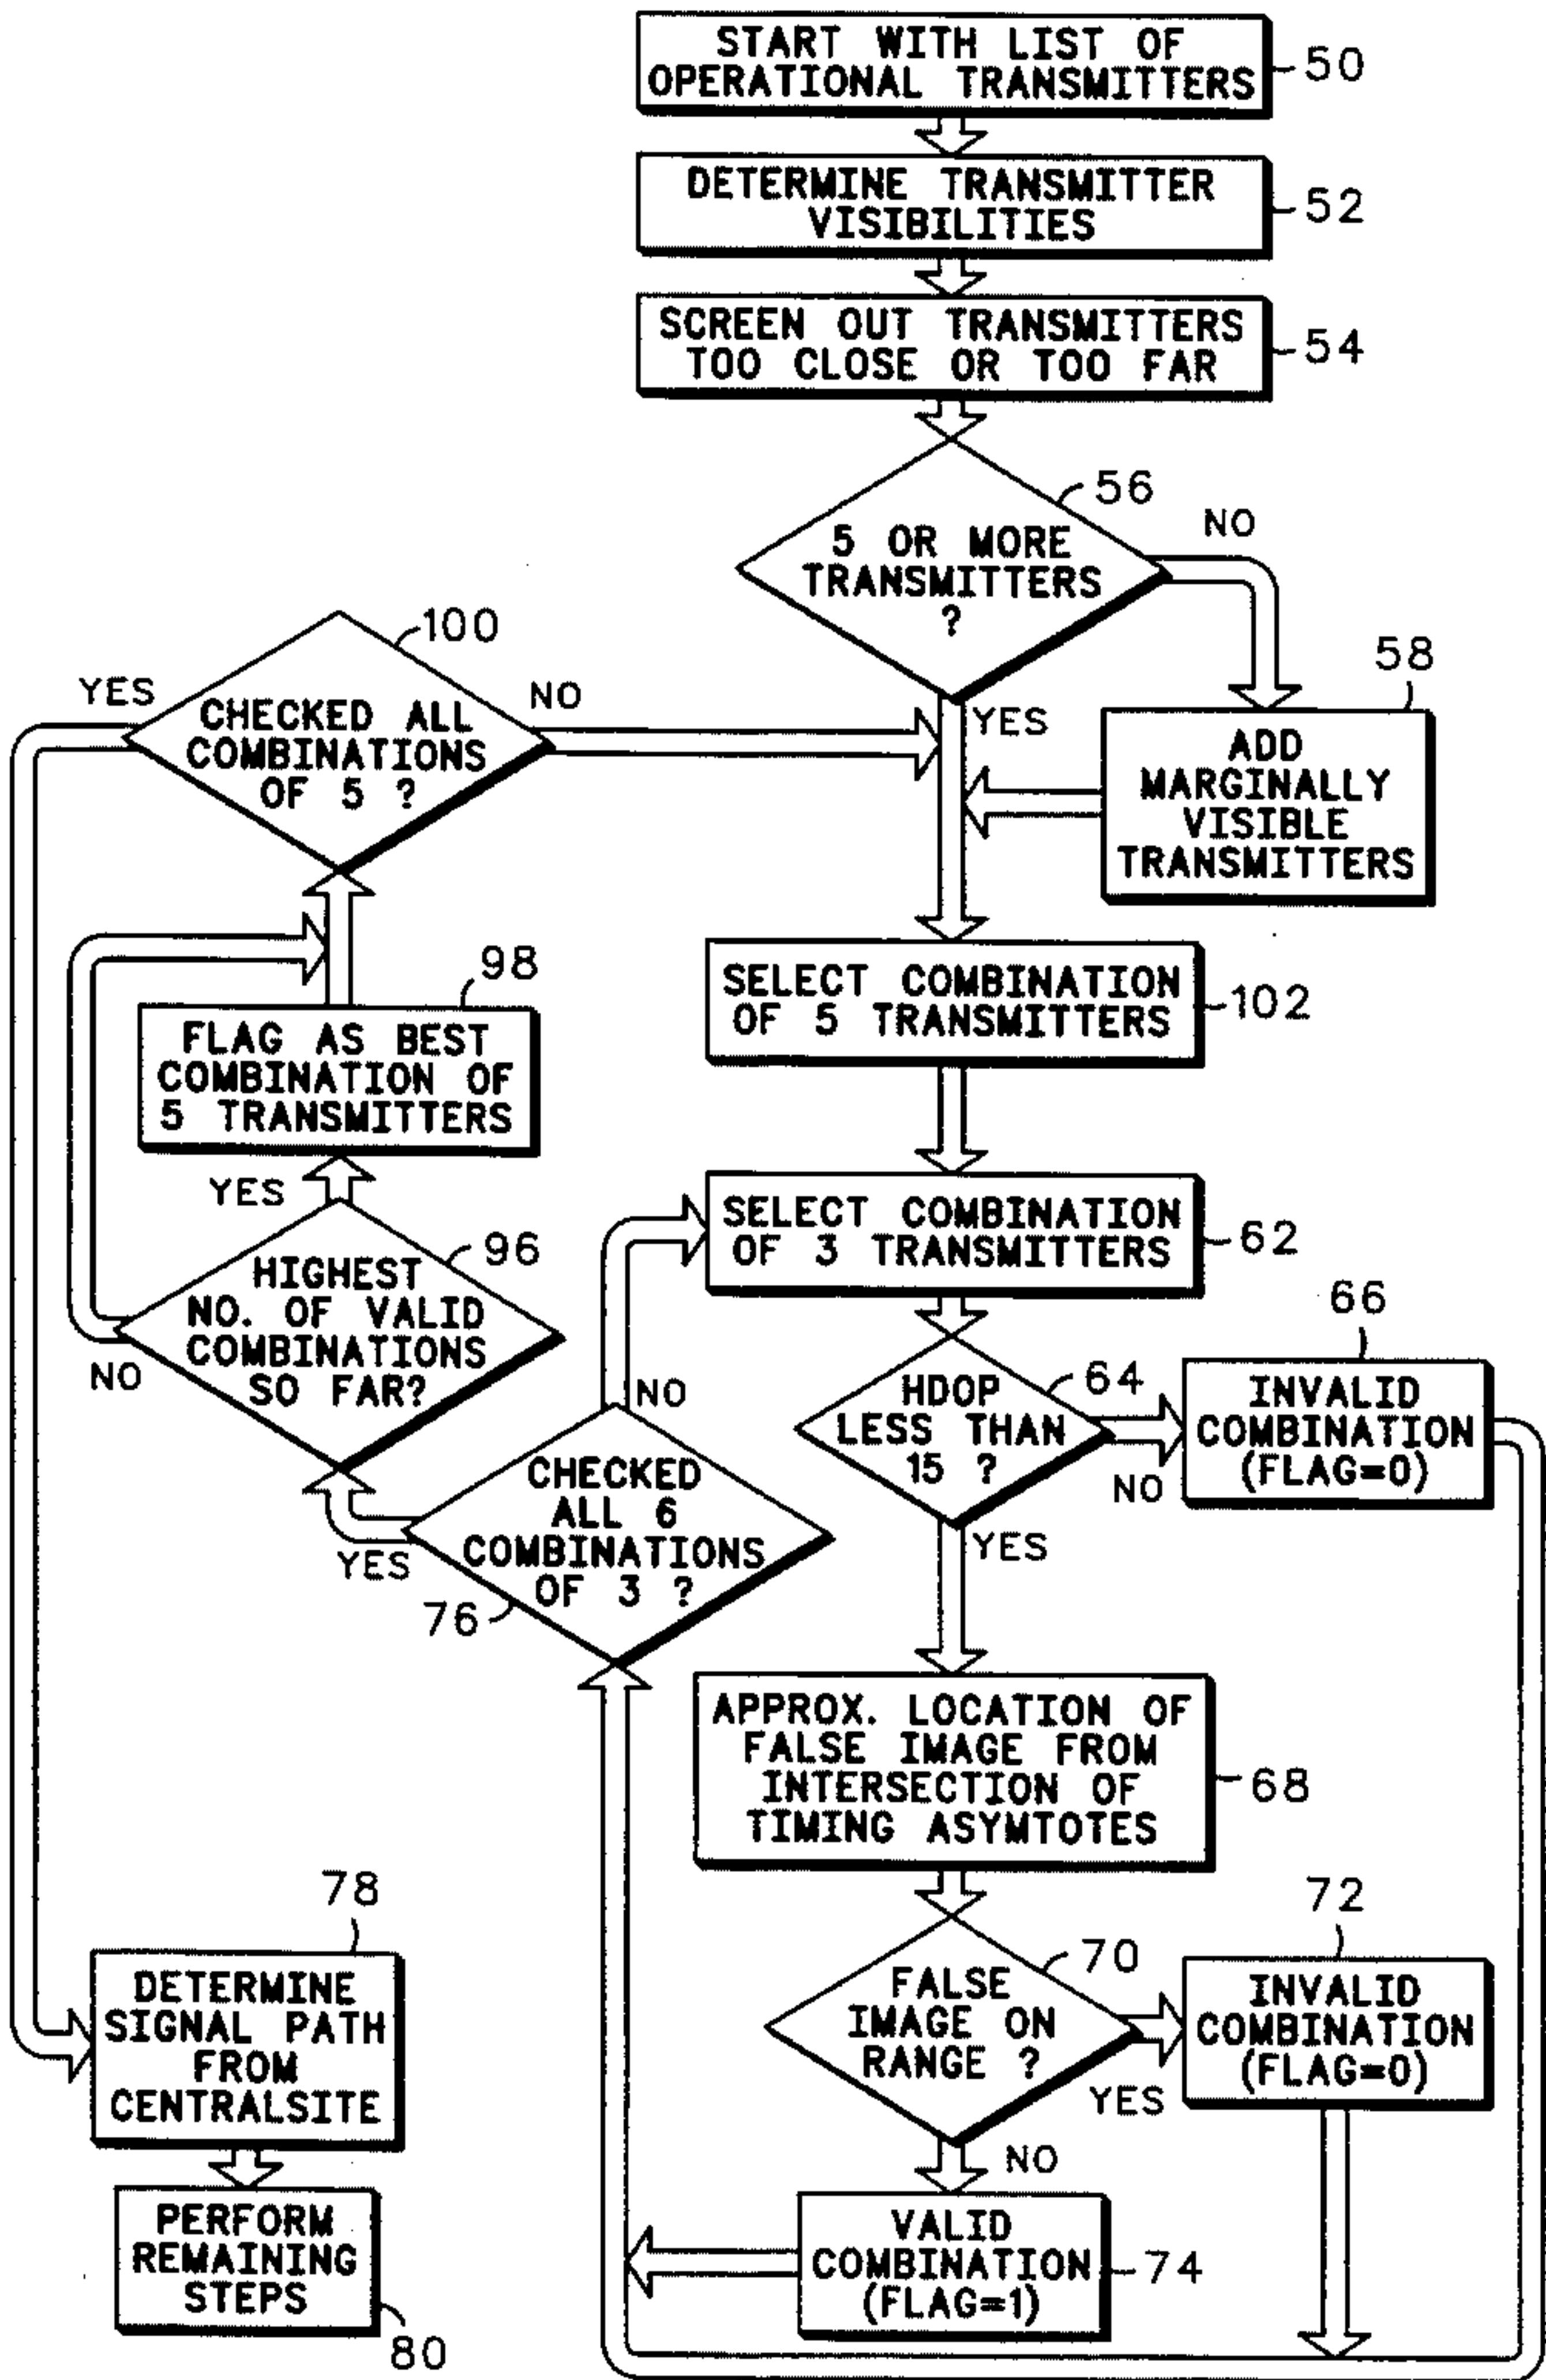 START WITH LIST OF
OPERATIONAL TRANSMITTERS
50
DETERMINE TRANSMITTER
VISIBILITIES
52
SCREEN OUT TRANSMITTERS
TOO CLOSE OR TOO FAR
54
56
5 OR MORE
TRANSMITTERS
?
NO
YES
58
ADD
MARGINALLY
VISIBLE
TRANSMITTERS
100
CHECKED ALL
COMBINATIONS
OF 5 ?
YES
NO
98
FLAG AS BEST
COMBINATION OF
5 TRANSMITTERS
YES
96
HIGHEST
NO. OF VALID
COMBINATIONS
SO FAR?
NO
SELECT COMBINATION
OF 5 TRANSMITTERS
102
SELECT COMBINATION
OF 3 TRANSMITTERS
62
64
HDOP
LESS THAN
15 ?
NO
YES
66
INVALID
COMBINATION
(FLAG=0)
NO
CHECKED
ALL 6
COMBINATIONS
OF 3 ?
YES
76
APPROX. LOCATION OF
FALSE IMAGE FROM
INTERSECTION OF
TIMING ASYMTOTES
68
70
FALSE
IMAGE ON
RANGE ?
YES
NO
72
INVALID
COMBINATION
(FLAG=0)
VALID
COMBINATION
(FLAG=1)
74
78
DETERMINE
SIGNAL PATH
FROM
CENTRALSITE
PERFORM
REMAINING
STEPS
80